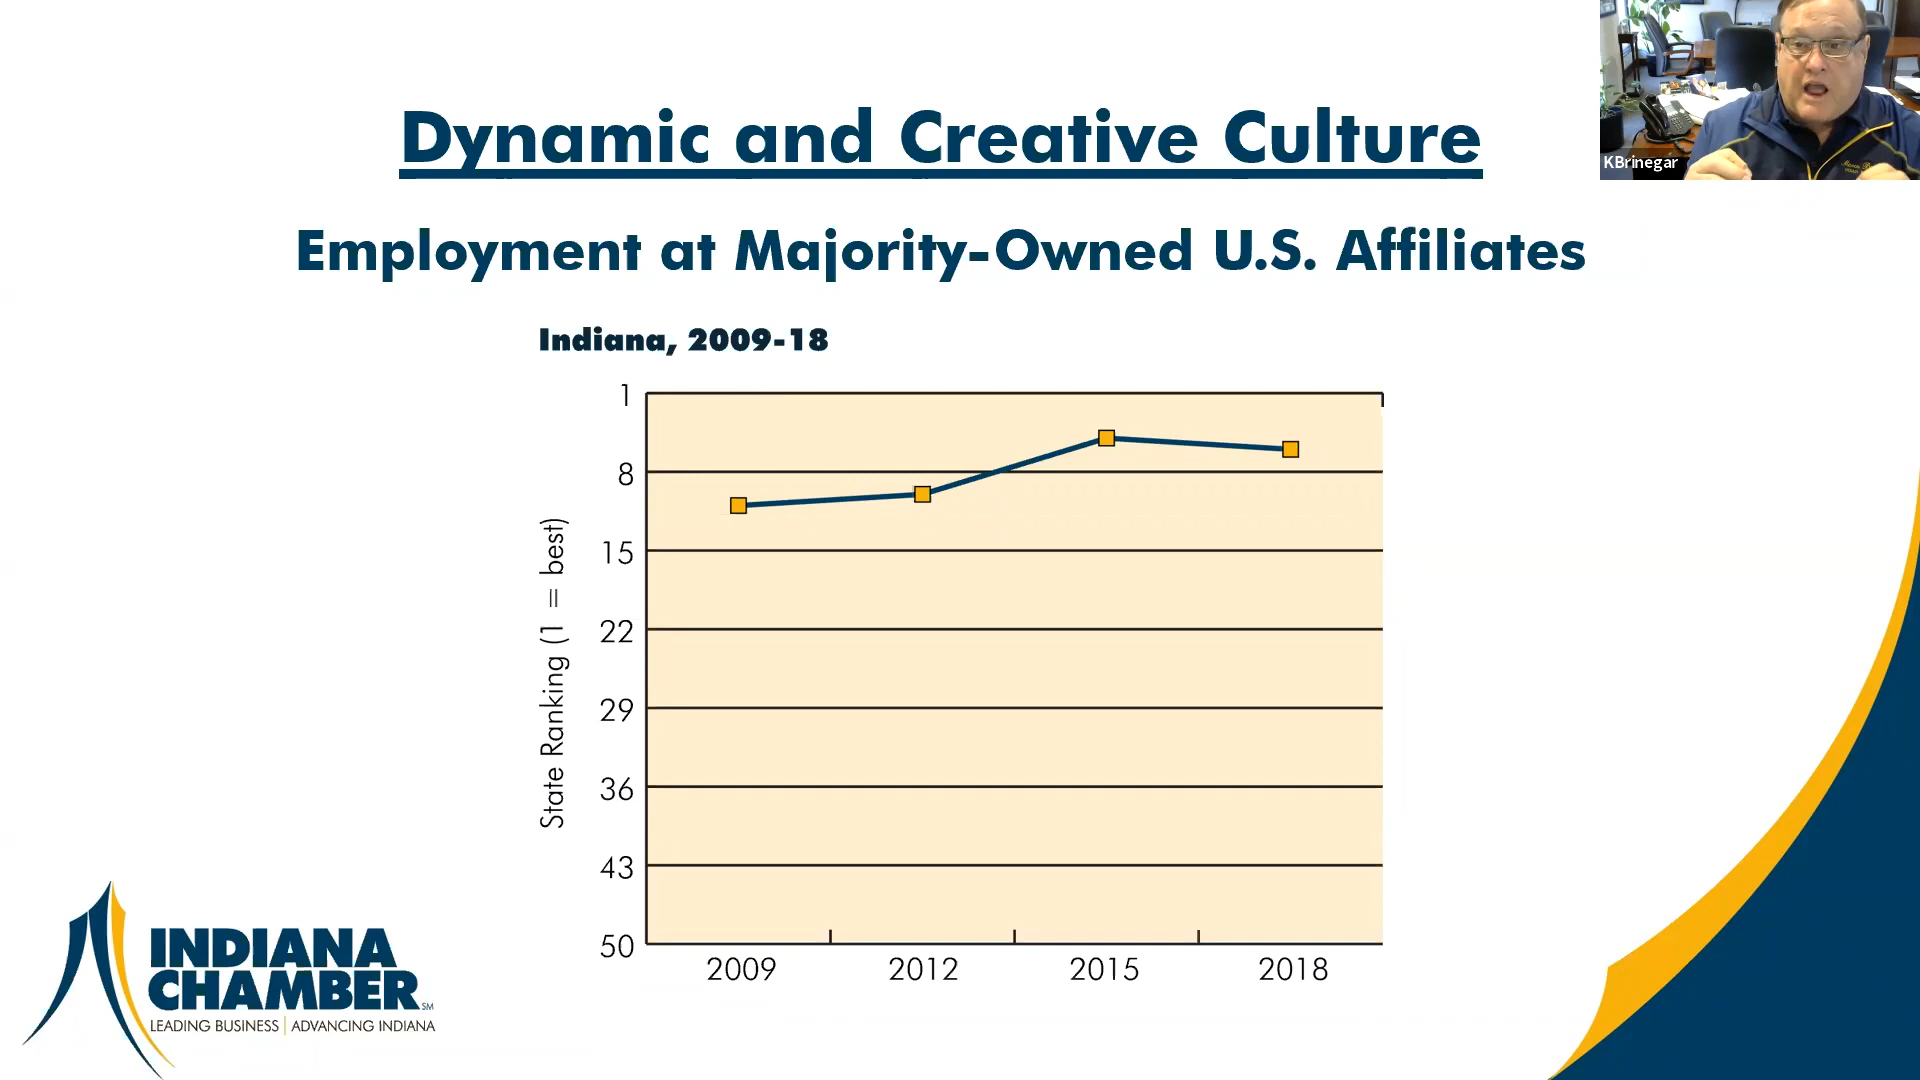 Dynamic and Creative Culture
KBrinegar
Employment at Majority-Owned U.S. Affiliates
Indiana, 2009-18
State Ranking (1 = best)
1
8
15
22
29
36
43
50
2009 2012 2015 2018
INDIANA
CHAMBER SM
LEADING BUSINESS | ADVANCING INDIANA